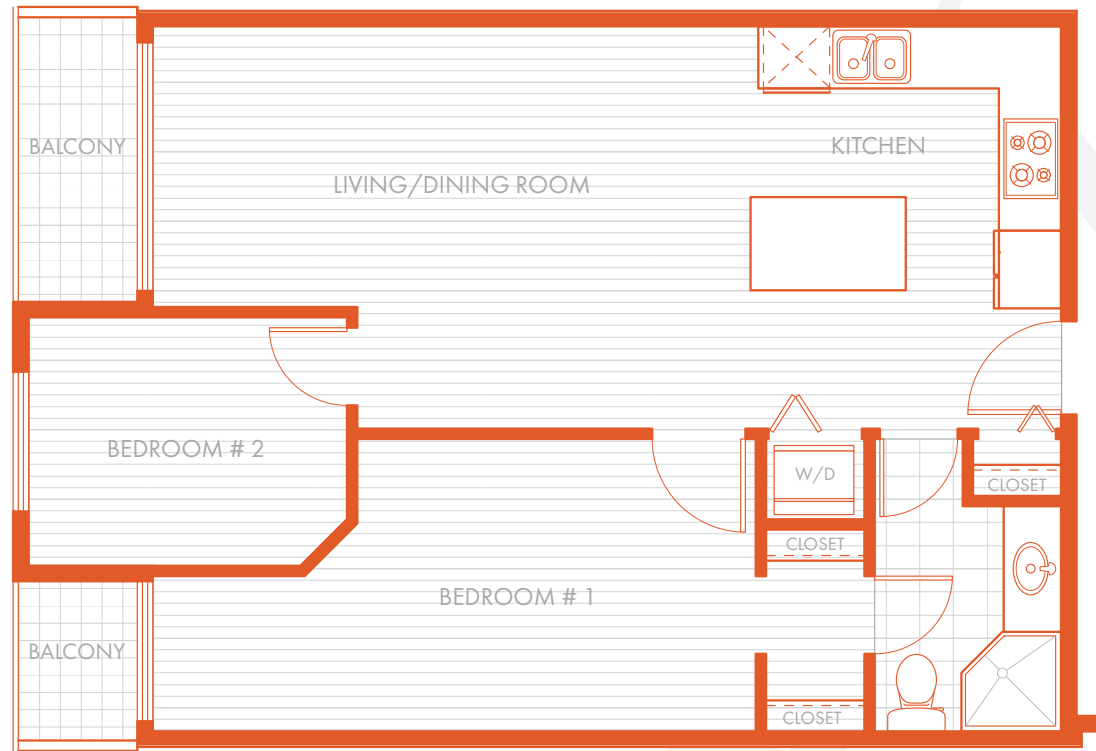 BALCONY
KITCHEN
LIVING/DINING ROOM
BEDROOM # 2
W/D
CLOSET
CLOSET
BEDROOM # 1
BALCONY
CLOSET